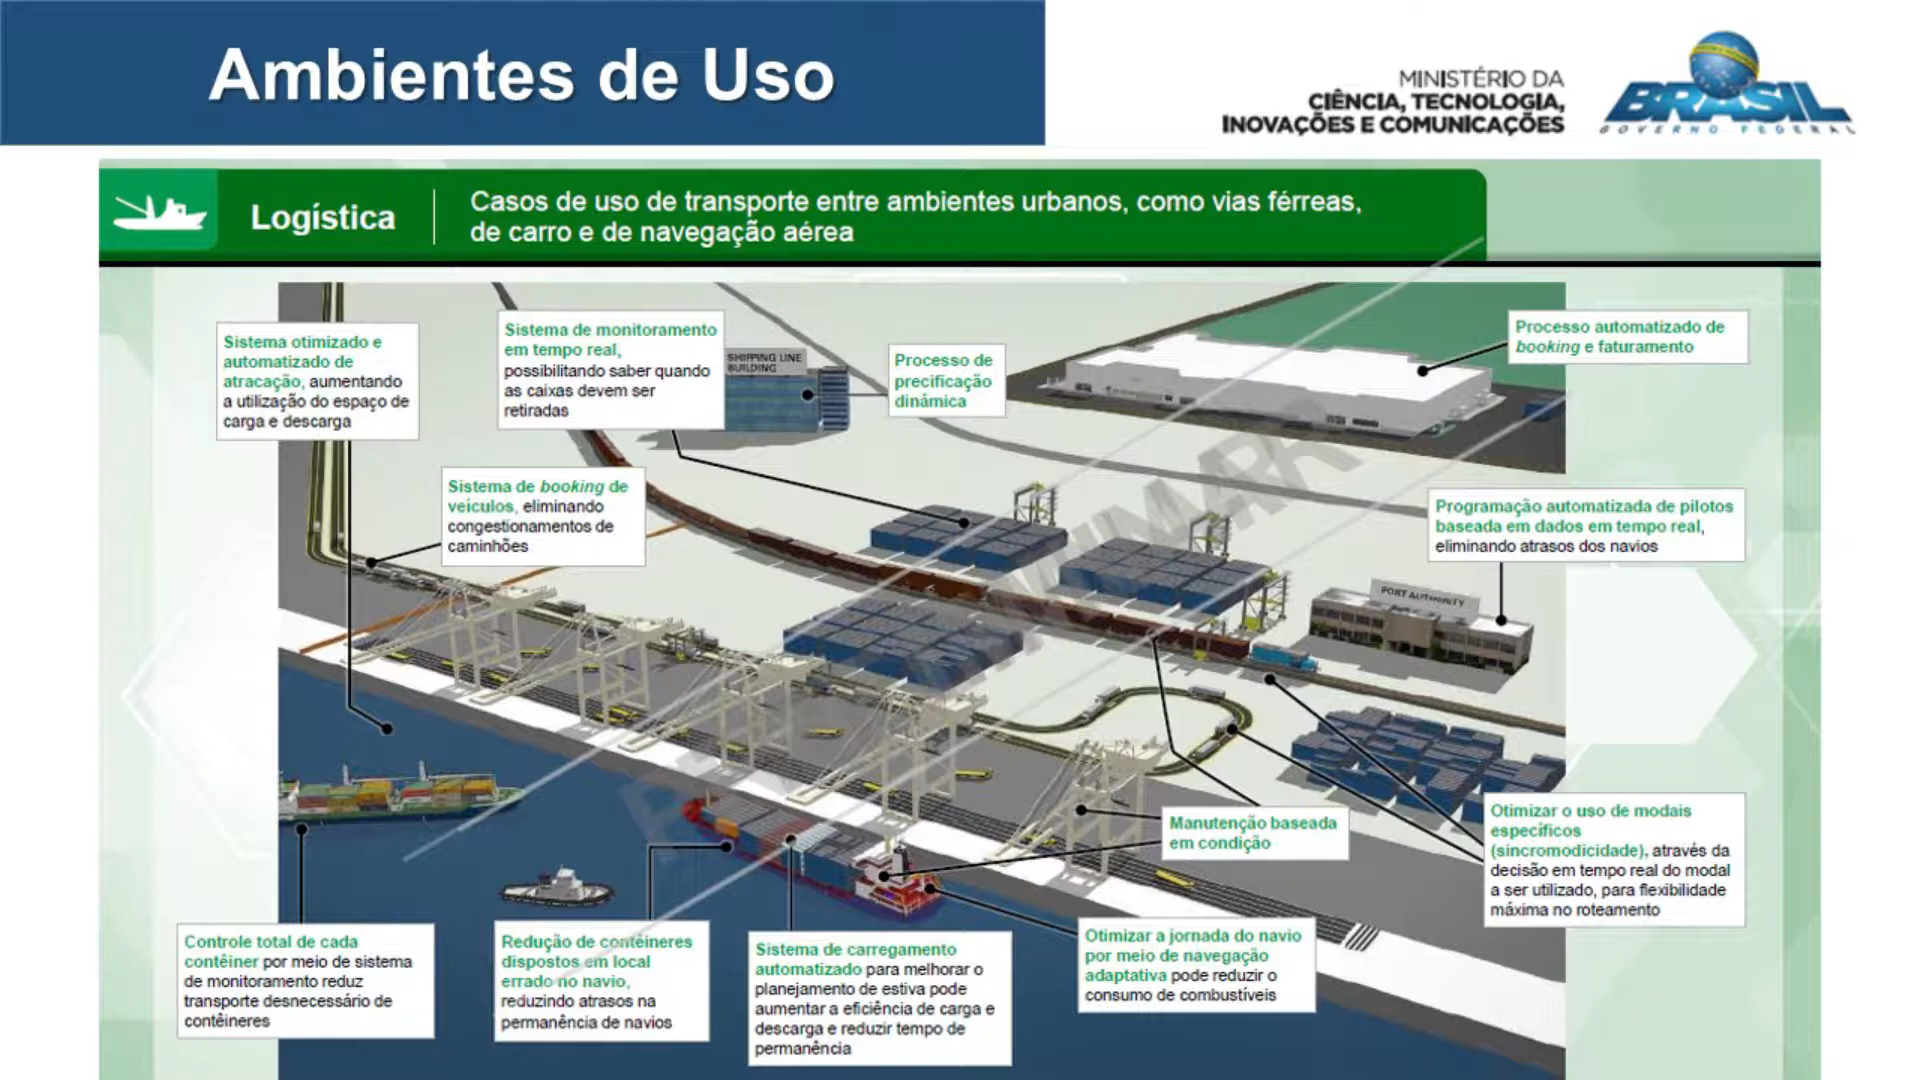 Ambientes de Uso
MINISTÉRIO DA
CIÊNCIA, TECNOLOGIA,
INOVAÇÕES E COMUNICAÇÕES
BRASIL
GOVERNO FEDERAL
Logística
Casos de uso de transporte entre ambientes urbanos, como vias férreas,
de carro e de navegação aérea
Sistema otimizado e
automatizado de
atracação, aumentando
a utilização do espaço de
carga e descarga
Sistema de monitoramento
em tempo real,
possibilitando saber quando
as caixas devem ser
retiradas
SHIPPING LINE
BUILDING
Processo de
precificação
dinâmica
Processo automatizado de
booking e faturamento
Sistema de booking de
veículos, eliminando
congestionamentos de
caminhões
Programação automatizada de pilotos
baseada em dados em tempo real,
eliminando atrasos dos navios
PORT AUTHORITY
Manutenção baseada
em condição
Otimizar o uso de modais
específicos
(sincromodicidade), através da
decisão em tempo real do modal
a ser utilizado, para flexibilidade
máxima no roteamento
Controle total de cada
contêiner por meio de sistema
de monitoramento reduz
transporte desnecessário de
contêineres
Redução de contêineres
dispostos em local
errado no navio,
reduzindo atrasos na
permanência de navios
Sistema de carregamento
automatizado para melhorar o
planejamento de estiva pode
aumentar a eficiência de carga e
descarga e reduzir tempo de
permanência
Otimizar a jornada do navio
por meio de navegação
adaptativa pode reduzir o
consumo de combustíveis